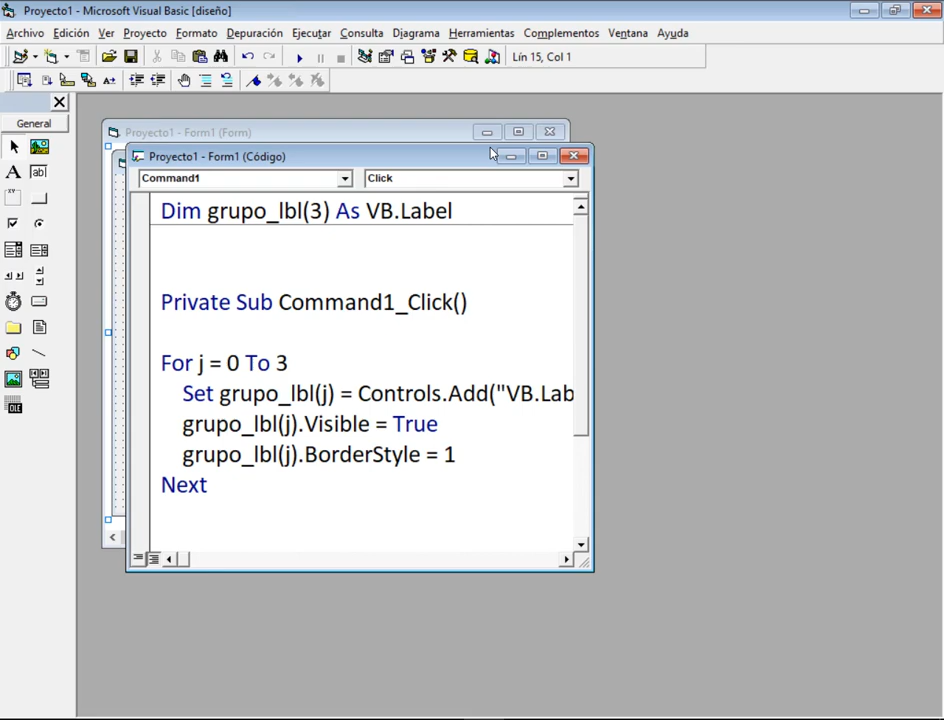 Proyecto1 - Microsoft Visual Basic [diseño]
Archivo Edición Ver Proyecto Formato Depuración Ejecutar Consulta Diagrama Herramientas Complementos Ventana Ayuda
Lín 15, Col 1
General
Proyecto1 - Form1 (Form)
Proyecto1 - Form1 (Código)
Command1 Click
Dim grupo_lbl(3) As VB.Label
Private Sub Command1_Click()
For j = 0 To 3
Set grupo_lbl(j) = Controls.Add("VB.Lab
grupo_lbl(j).Visible = True
grupo_lbl(j).BorderStyle = 1
Next